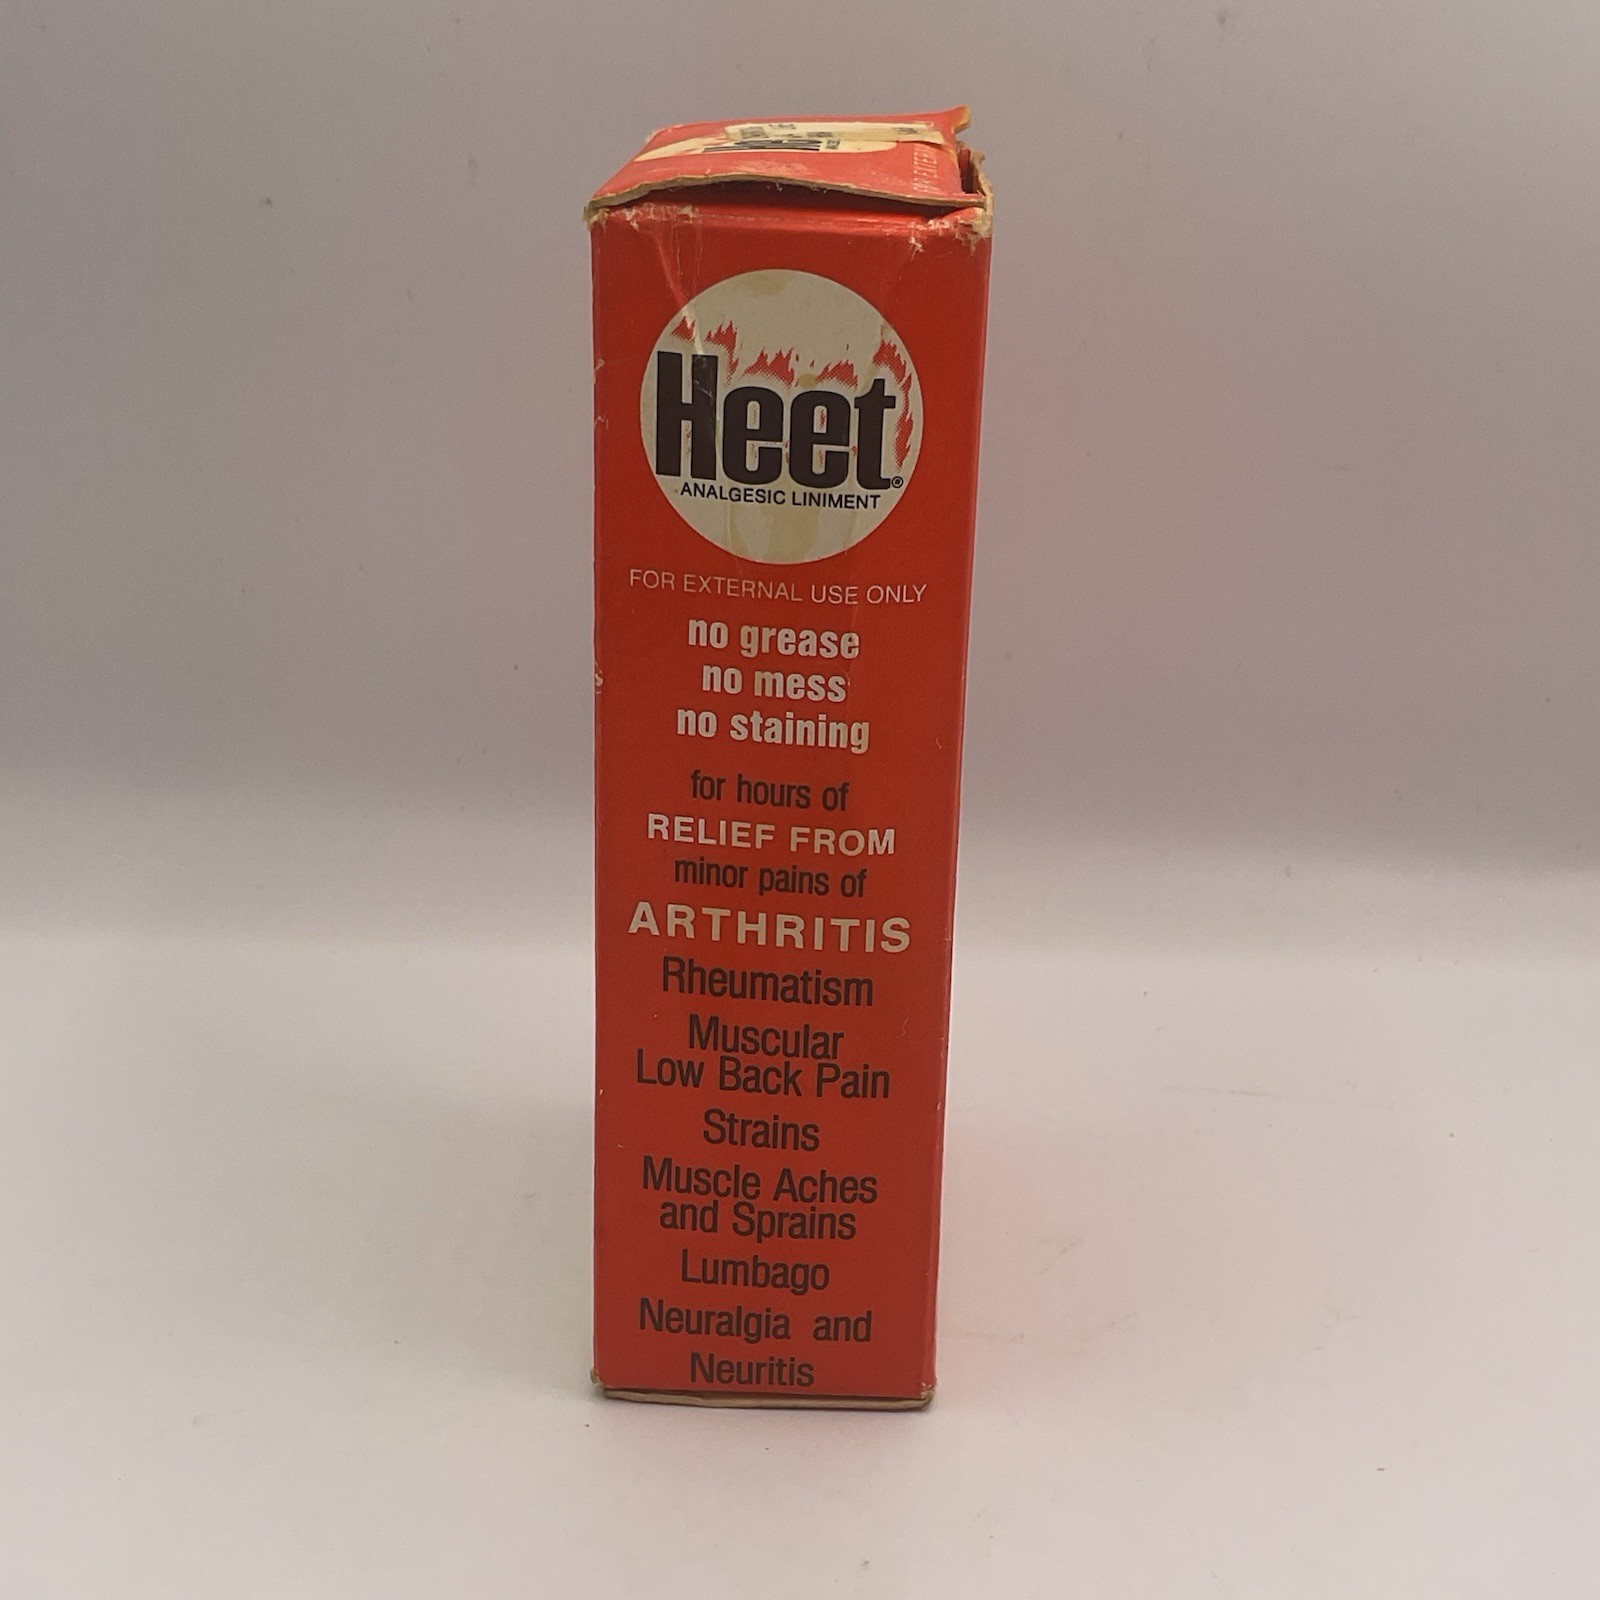 Heet®
ANALGESIC LINIMENT
FOR EXTERNAL USE ONLY
no grease
no mess
no staining
for hours of
RELIEF FROM
minor pains of
ARTHRITIS
Rheumatism
Muscular
Low Back Pain
Strains
Muscle Aches
and Sprains
Lumbago
Neuralgia and
Neuritis